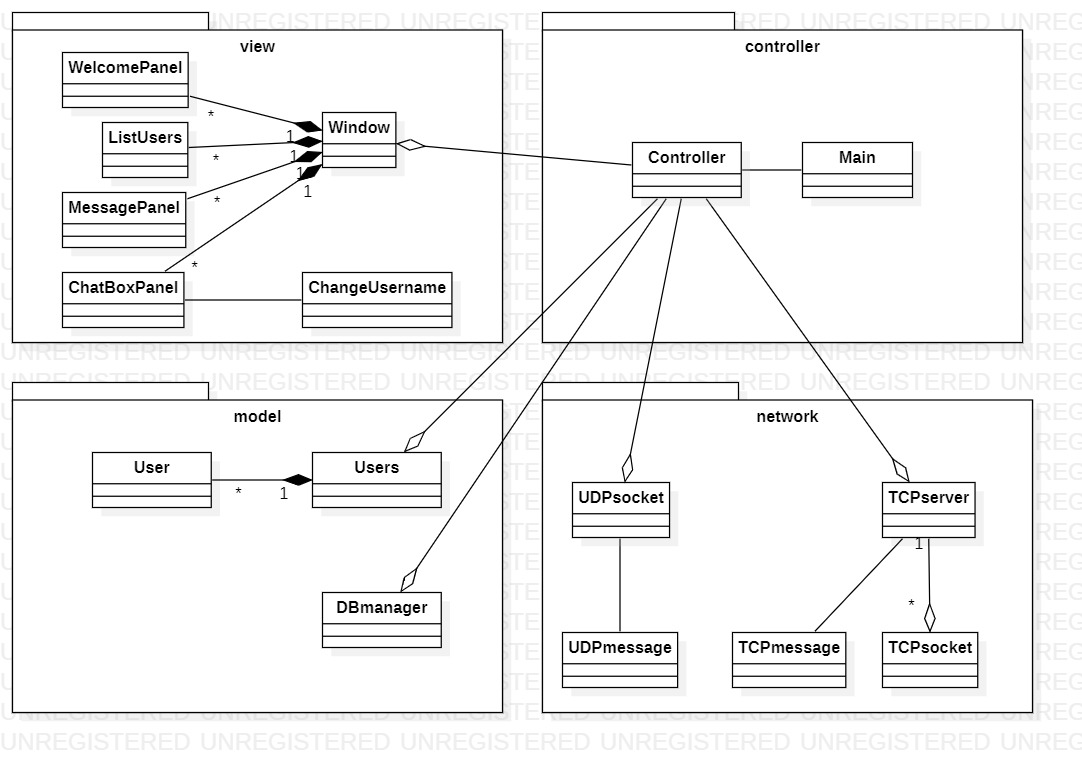 view
WelcomePanel
*
ListUsers
*
MessagePanel
*
ChatBoxPanel
*
Window
1
1
1
1
ChangeUsername
controller
Controller
Main
model
User
*
1
Users
DBmanager
network
UDPsocket
TCPserver
1
*
UDPmessage
TCPmessage
TCPsocket
UNREGISTERED UNREGISTERED UNREGISTERED UNREGISTERED UNREGISTERED